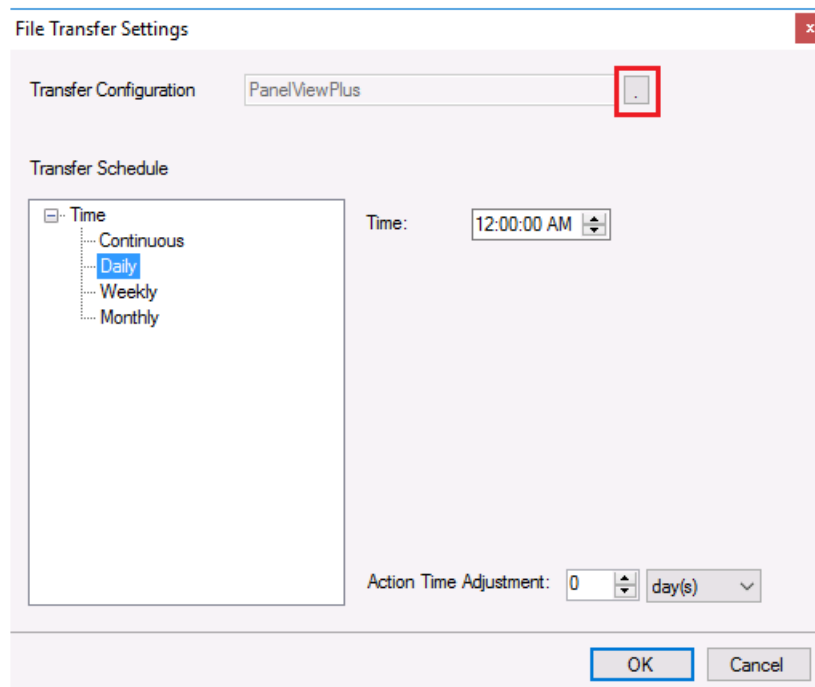 File Transfer Settings
x
Transfer Configuration PanelViewPlus .
Transfer Schedule
Time
Continuous
Daily
Weekly
Monthly
Time: 12:00:00 AM
Action Time Adjustment: 0 day(s)
OK Cancel